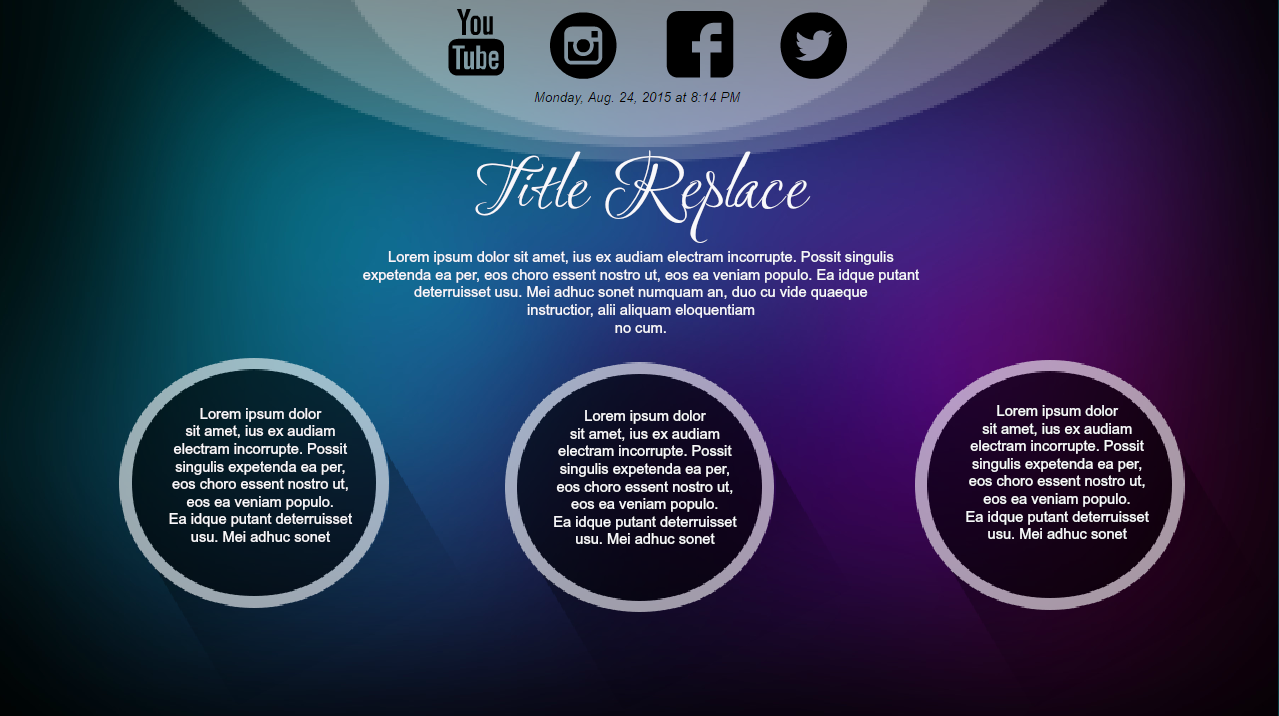 You
Tube
Monday, Aug. 24, 2015 at 8:14 PM
Title Replace
Lorem ipsum dolor sit amet, ius ex audiam electram incorrupte. Possit singulis
expetenda ea per, eos choro essent nostro ut, eos ea veniam populo. Ea idque putant
deterruisset usu. Mei adhuc sonet numquam an, duo cu vide quaeque
instructior, alii aliquam eloquentiam
no cum.
Lorem ipsum dolor
sit amet, ius ex audiam
electram incorrupte. Possit
singulis expetenda ea per,
eos choro essent nostro ut,
eos ea veniam populo.
Ea idque putant deterruisset
usu. Mei adhuc sonet
Lorem ipsum dolor
sit amet, ius ex audiam
electram incorrupte. Possit
singulis expetenda ea per,
eos choro essent nostro ut,
eos ea veniam populo.
Ea idque putant deterruisset
usu. Mei adhuc sonet
Lorem ipsum dolor
sit amet, ius ex audiam
electram incorrupte. Possit
singulis expetenda ea per,
eos choro essent nostro ut,
eos ea veniam populo.
Ea idque putant deterruisset
usu. Mei adhuc sonet